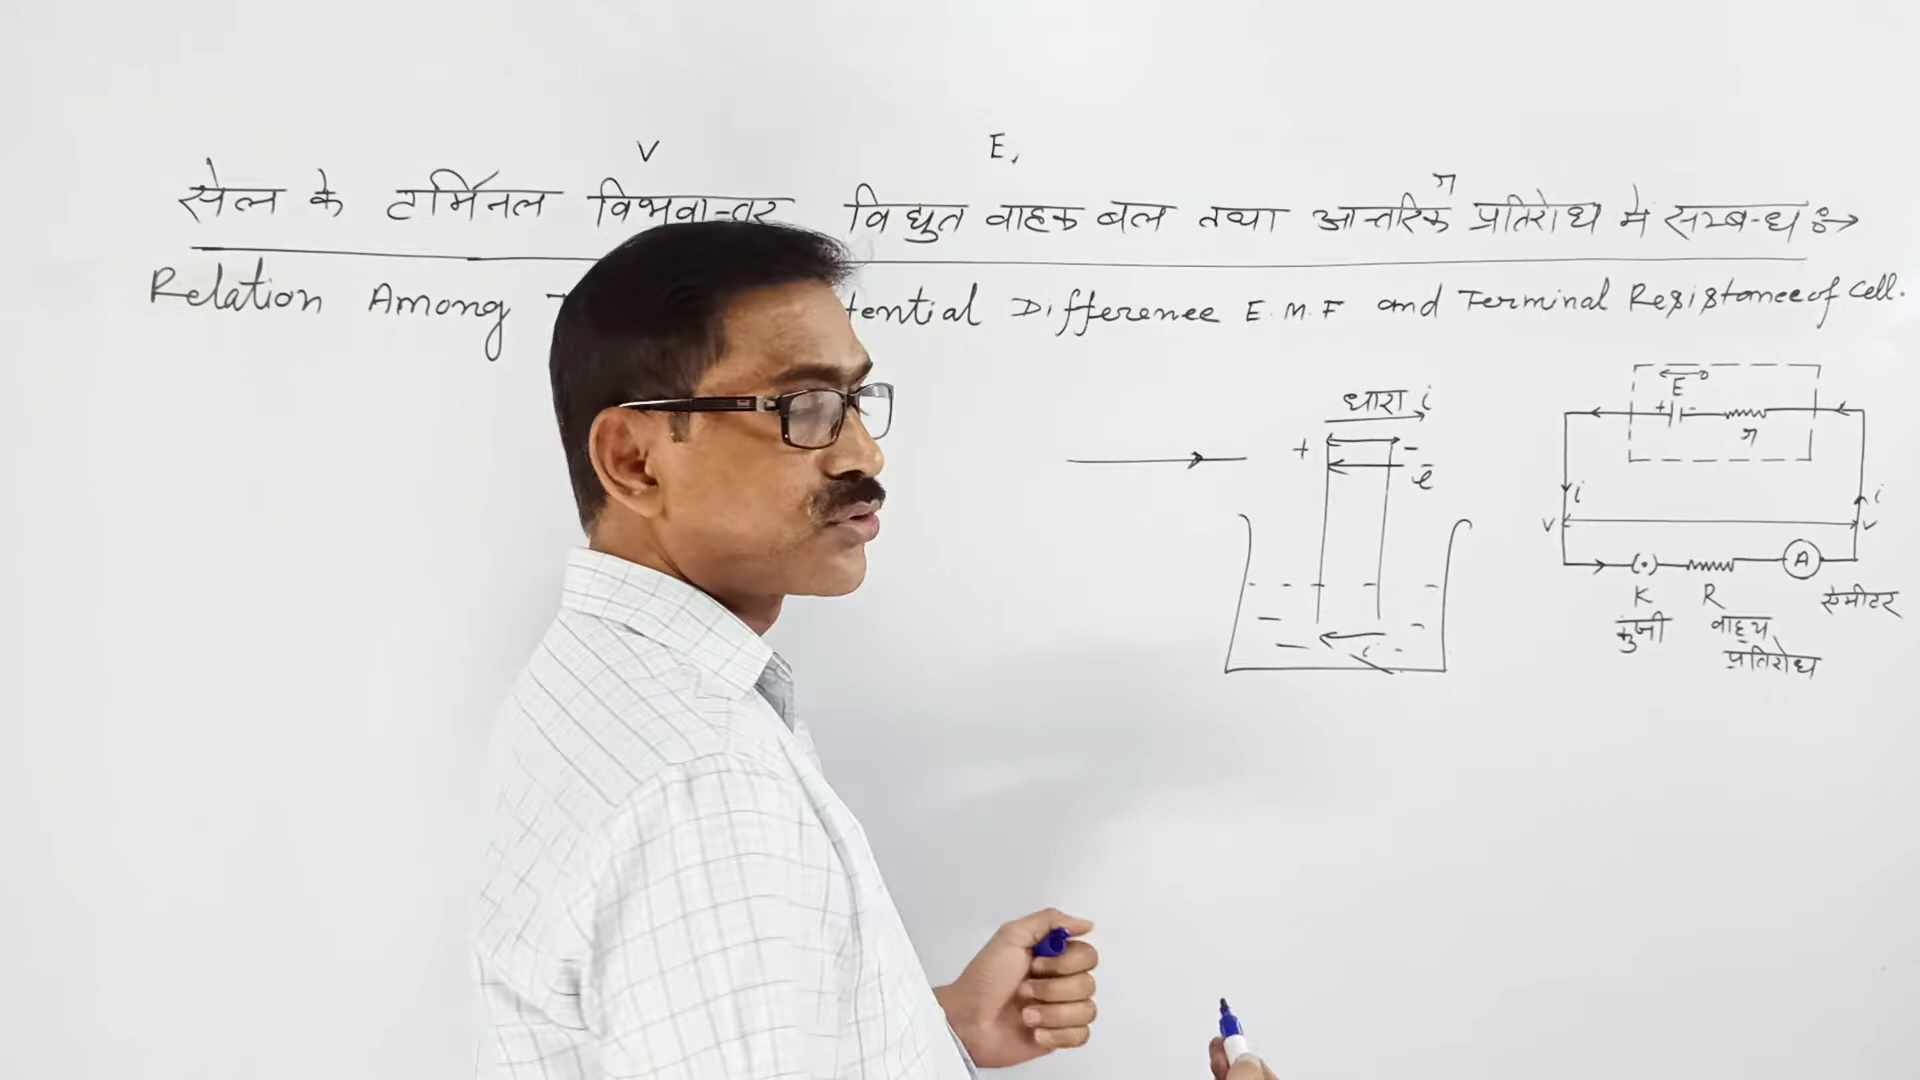 V E,
सेल के टर्मिनल विभवान्तर विद्युत वाहक बल तथा आन्तरिक r प्रतिरोध में सम्बन्ध
Relation Among tential Difference E.M.F and Terminal Resistance of Cell.
धारा i
+ -
e
E
+ -
r
i i
V V
(.) A
K R एमीटर
कुंजी वाह्य
प्रतिरोध
i